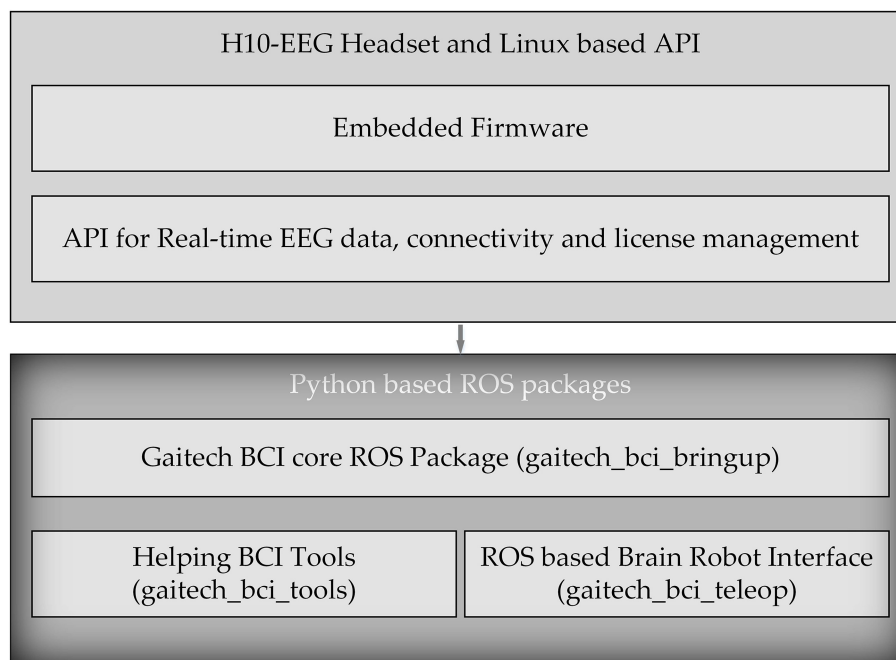 H10-EEG Headset and Linux based API
Embedded Firmware
API for Real-time EEG data, connectivity and license management
Python based ROS packages
Gaitech BCI core ROS Package (gaitech_bci_bringup)
Helping BCI Tools
(gaitech_bci_tools)
ROS based Brain Robot Interface
(gaitech_bci_teleop)